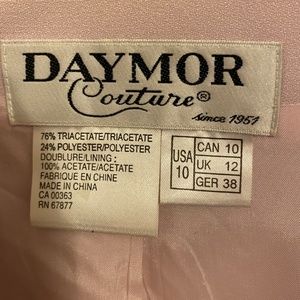 DAYMOR
Couture®
since 1951
76% TRIACETATE/TRIACETATE
24% POLYESTER/POLYESTER
DOUBLURE/LINING :
100% ACETATE/ACETATE
FABRIQUE EN CHINE
MADE IN CHINA
CA 00363
RN 67877
USA 10
CAN 10
UK 12
GER 38